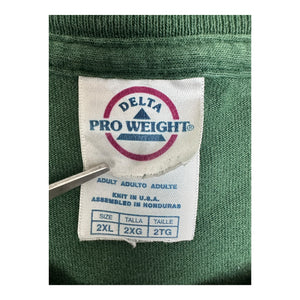 DELTA
PRO WEIGHT®
ADULT ADULTO ADULTE
KNIT IN U.S.A.
ASSEMBLED IN HONDURAS
SIZE TALLA TAILLE
2XL 2XG 2TG